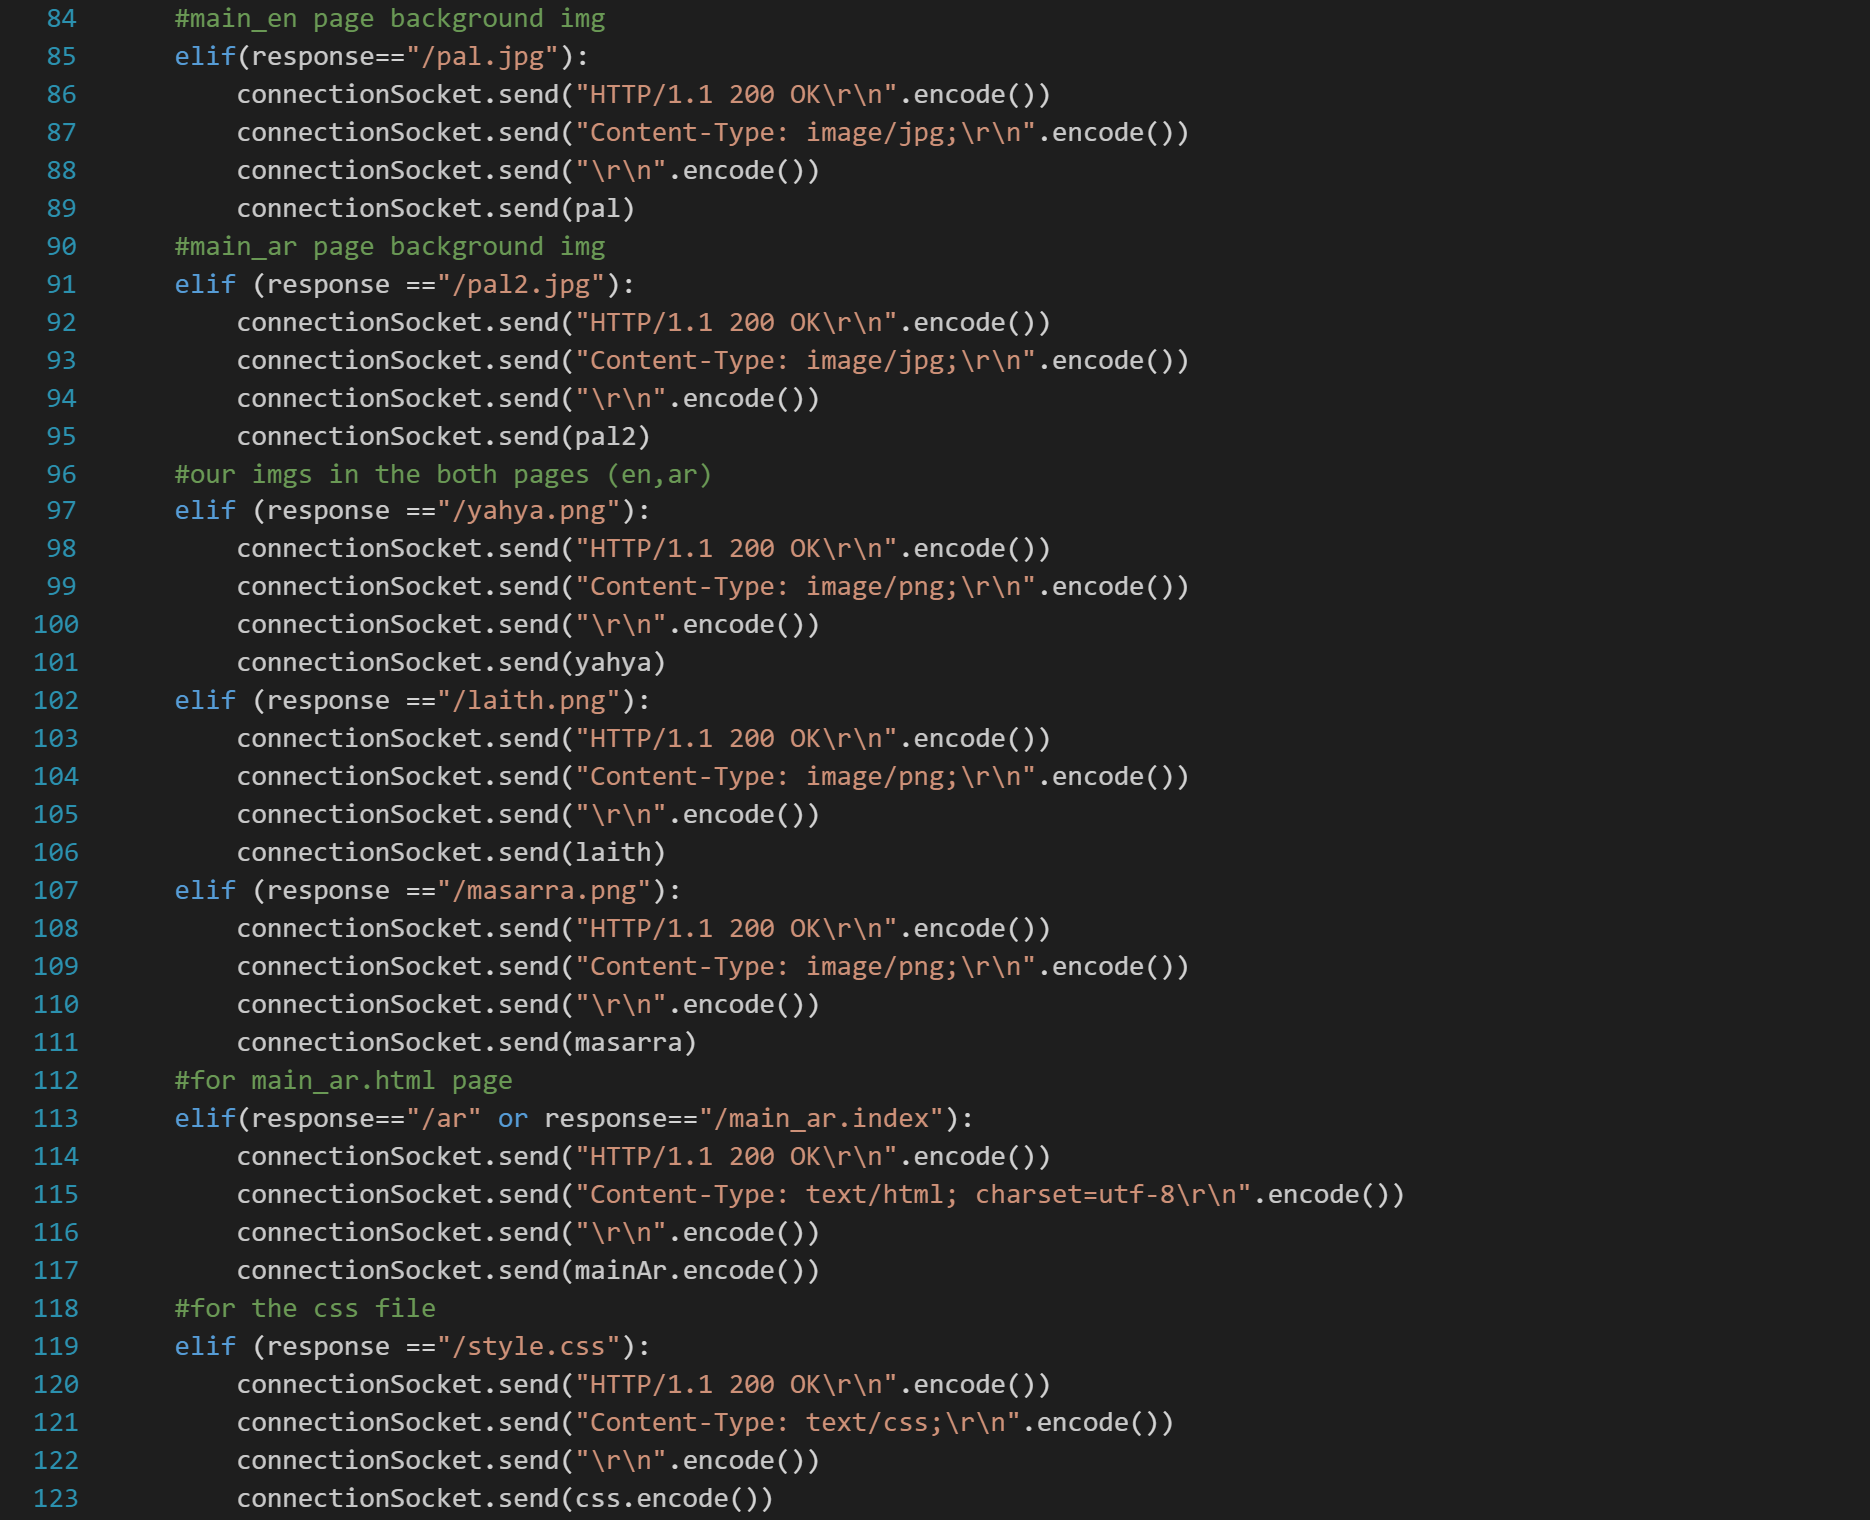 84 #main_en page background img
85 elif(response=="/pal.jpg"):
86 connectionSocket.send("HTTP/1.1 200 OK\r\n".encode())
87 connectionSocket.send("Content-Type: image/jpg;\r\n".encode())
88 connectionSocket.send("\r\n".encode())
89 connectionSocket.send(pal)
90 #main_ar page background img
91 elif (response =="/pal2.jpg"):
92 connectionSocket.send("HTTP/1.1 200 OK\r\n".encode())
93 connectionSocket.send("Content-Type: image/jpg;\r\n".encode())
94 connectionSocket.send("\r\n".encode())
95 connectionSocket.send(pal2)
96 #our imgs in the both pages (en,ar)
97 elif (response =="/yahya.png"):
98 connectionSocket.send("HTTP/1.1 200 OK\r\n".encode())
99 connectionSocket.send("Content-Type: image/png;\r\n".encode())
100 connectionSocket.send("\r\n".encode())
101 connectionSocket.send(yahya)
102 elif (response =="/laith.png"):
103 connectionSocket.send("HTTP/1.1 200 OK\r\n".encode())
104 connectionSocket.send("Content-Type: image/png;\r\n".encode())
105 connectionSocket.send("\r\n".encode())
106 connectionSocket.send(laith)
107 elif (response =="/masarra.png"):
108 connectionSocket.send("HTTP/1.1 200 OK\r\n".encode())
109 connectionSocket.send("Content-Type: image/png;\r\n".encode())
110 connectionSocket.send("\r\n".encode())
111 connectionSocket.send(masarra)
112 #for main_ar.html page
113 elif(response=="/ar" or response=="/main_ar.index"):
114 connectionSocket.send("HTTP/1.1 200 OK\r\n".encode())
115 connectionSocket.send("Content-Type: text/html; charset=utf-8\r\n".encode())
116 connectionSocket.send("\r\n".encode())
117 connectionSocket.send(mainAr.encode())
118 #for the css file
119 elif (response =="/style.css"):
120 connectionSocket.send("HTTP/1.1 200 OK\r\n".encode())
121 connectionSocket.send("Content-Type: text/css;\r\n".encode())
122 connectionSocket.send("\r\n".encode())
123 connectionSocket.send(css.encode())